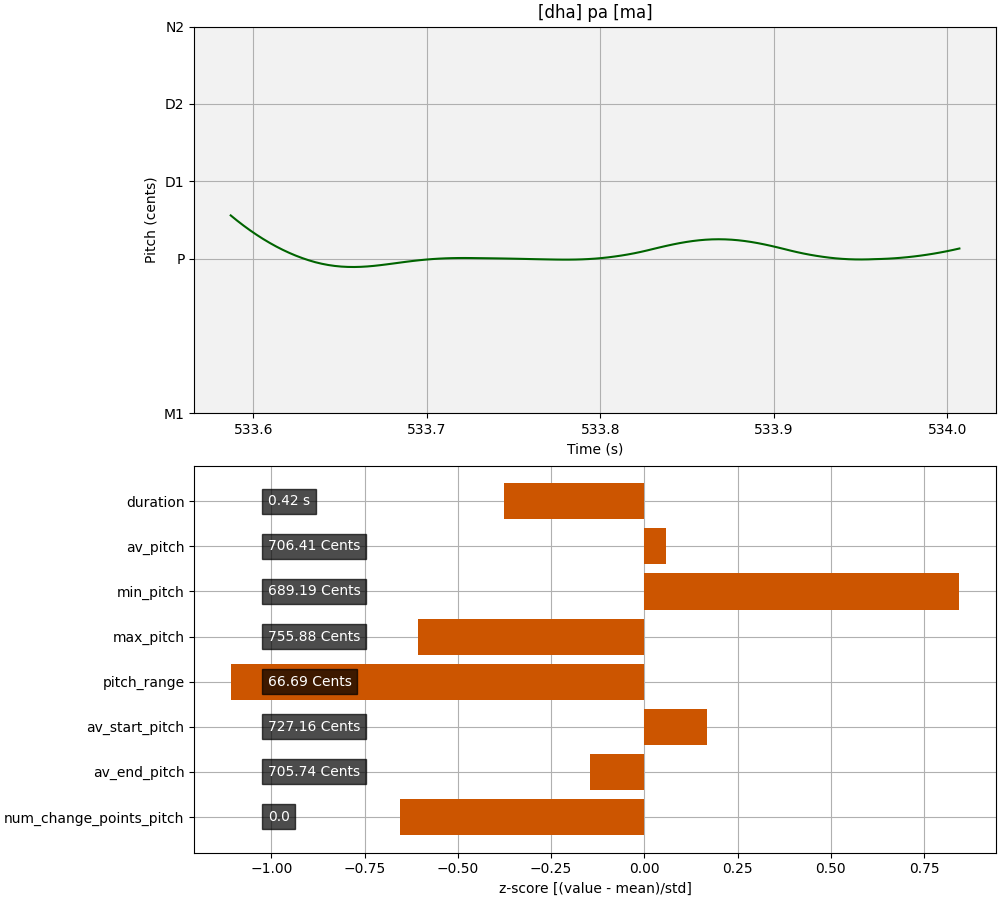 [dha] pa [ma]
N2
D2
D1
P
M1
Pitch (cents)
533.6 533.7 533.8 533.9 534.0
Time (s)
duration 0.42 s
av_pitch 706.41 Cents
min_pitch 689.19 Cents
max_pitch 755.88 Cents
pitch_range 66.69 Cents
av_start_pitch 727.16 Cents
av_end_pitch 705.74 Cents
num_change_points_pitch 0.0
−1.00 −0.75 −0.50 −0.25 0.00 0.25 0.50 0.75
z-score [(value - mean)/std]